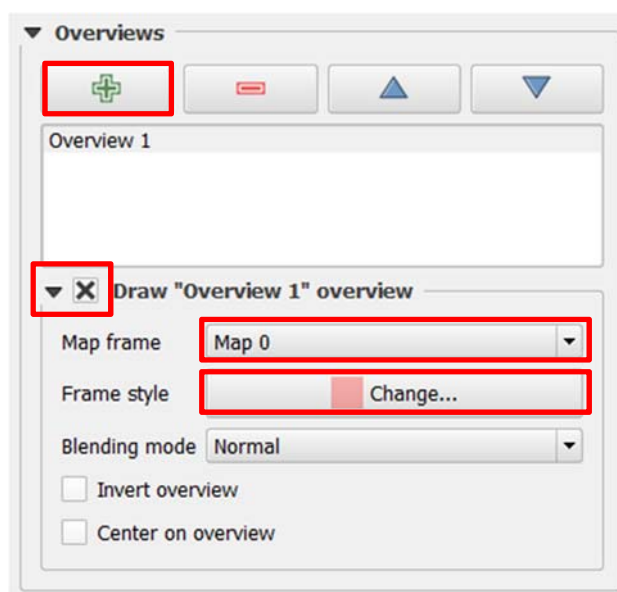 Overviews
Overview 1
Draw "Overview 1" overview
Map frame Map 0
Frame style Change...
Blending mode Normal
Invert overview
Center on overview